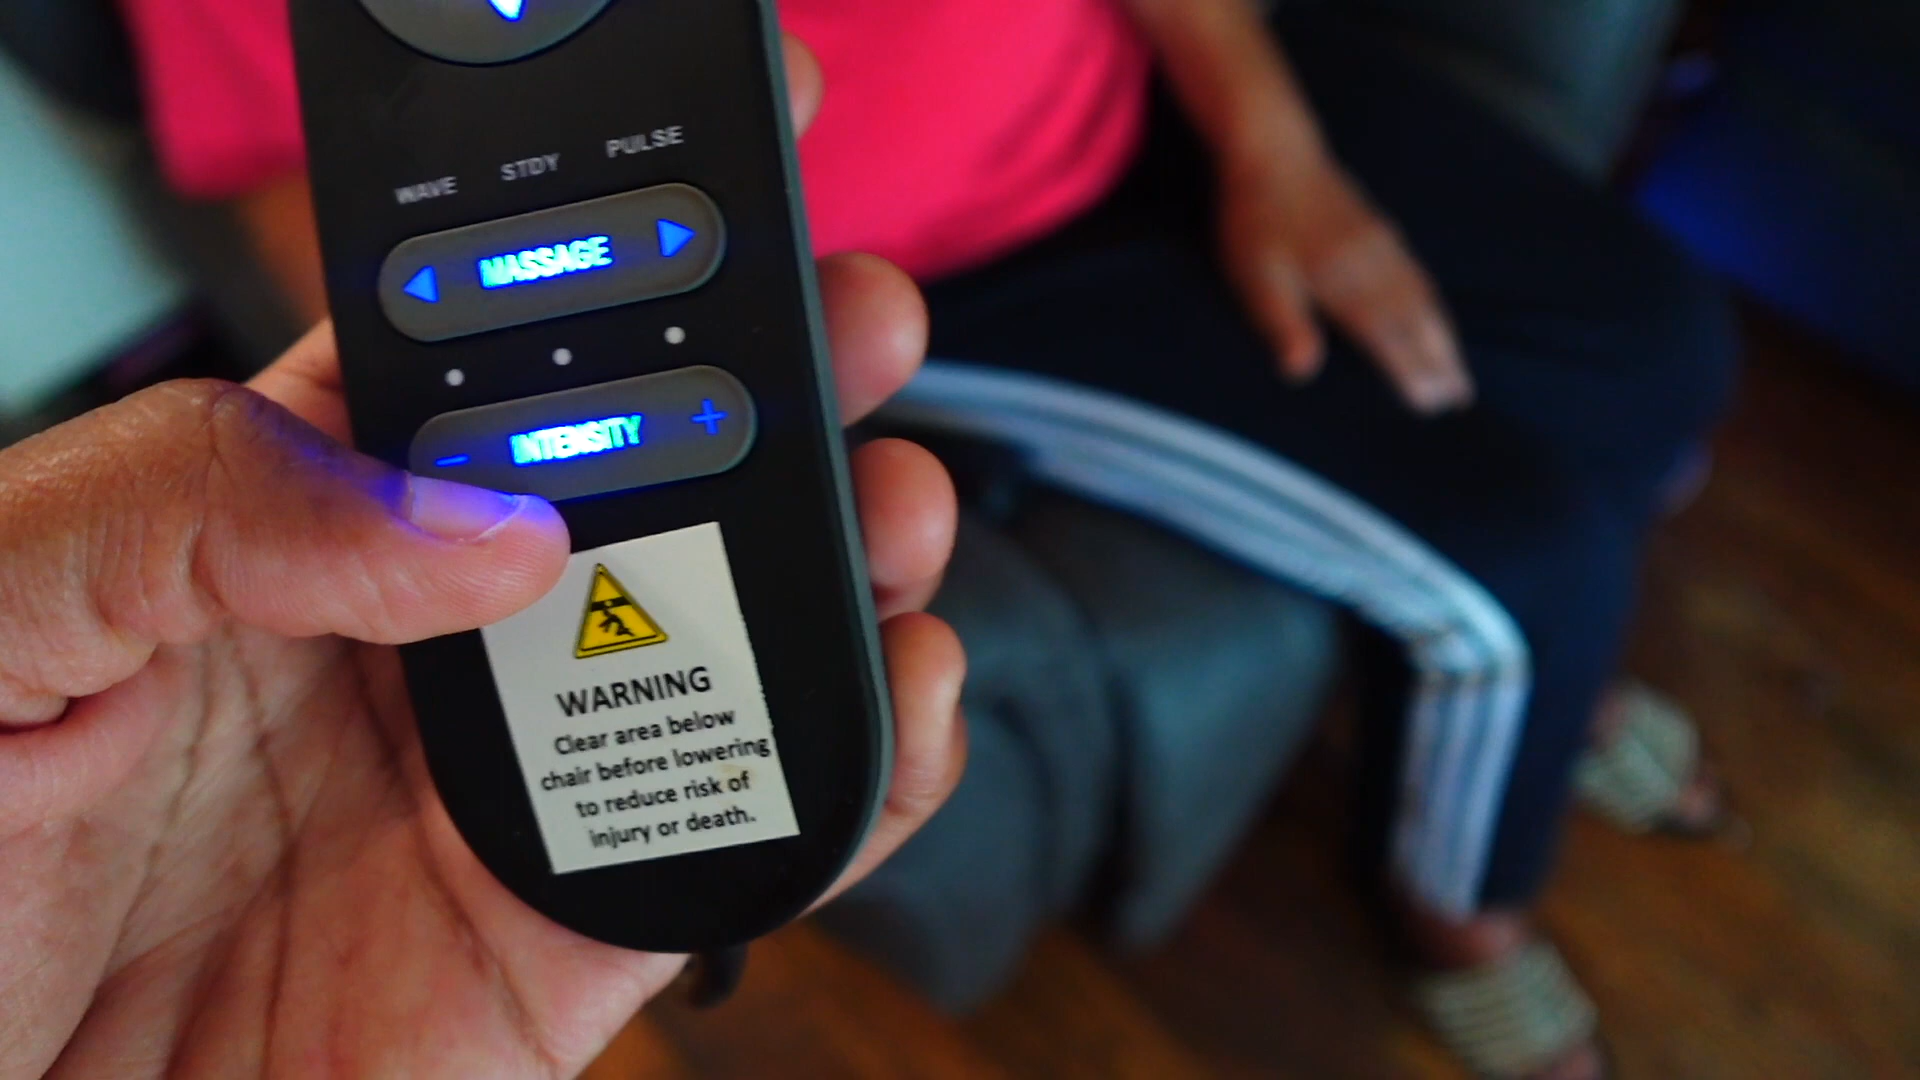 WAVE STDY PULSE
MASSAGE
- INTENSITY +
WARNING
Clear area below
chair before lowering
to reduce risk of
injury or death.